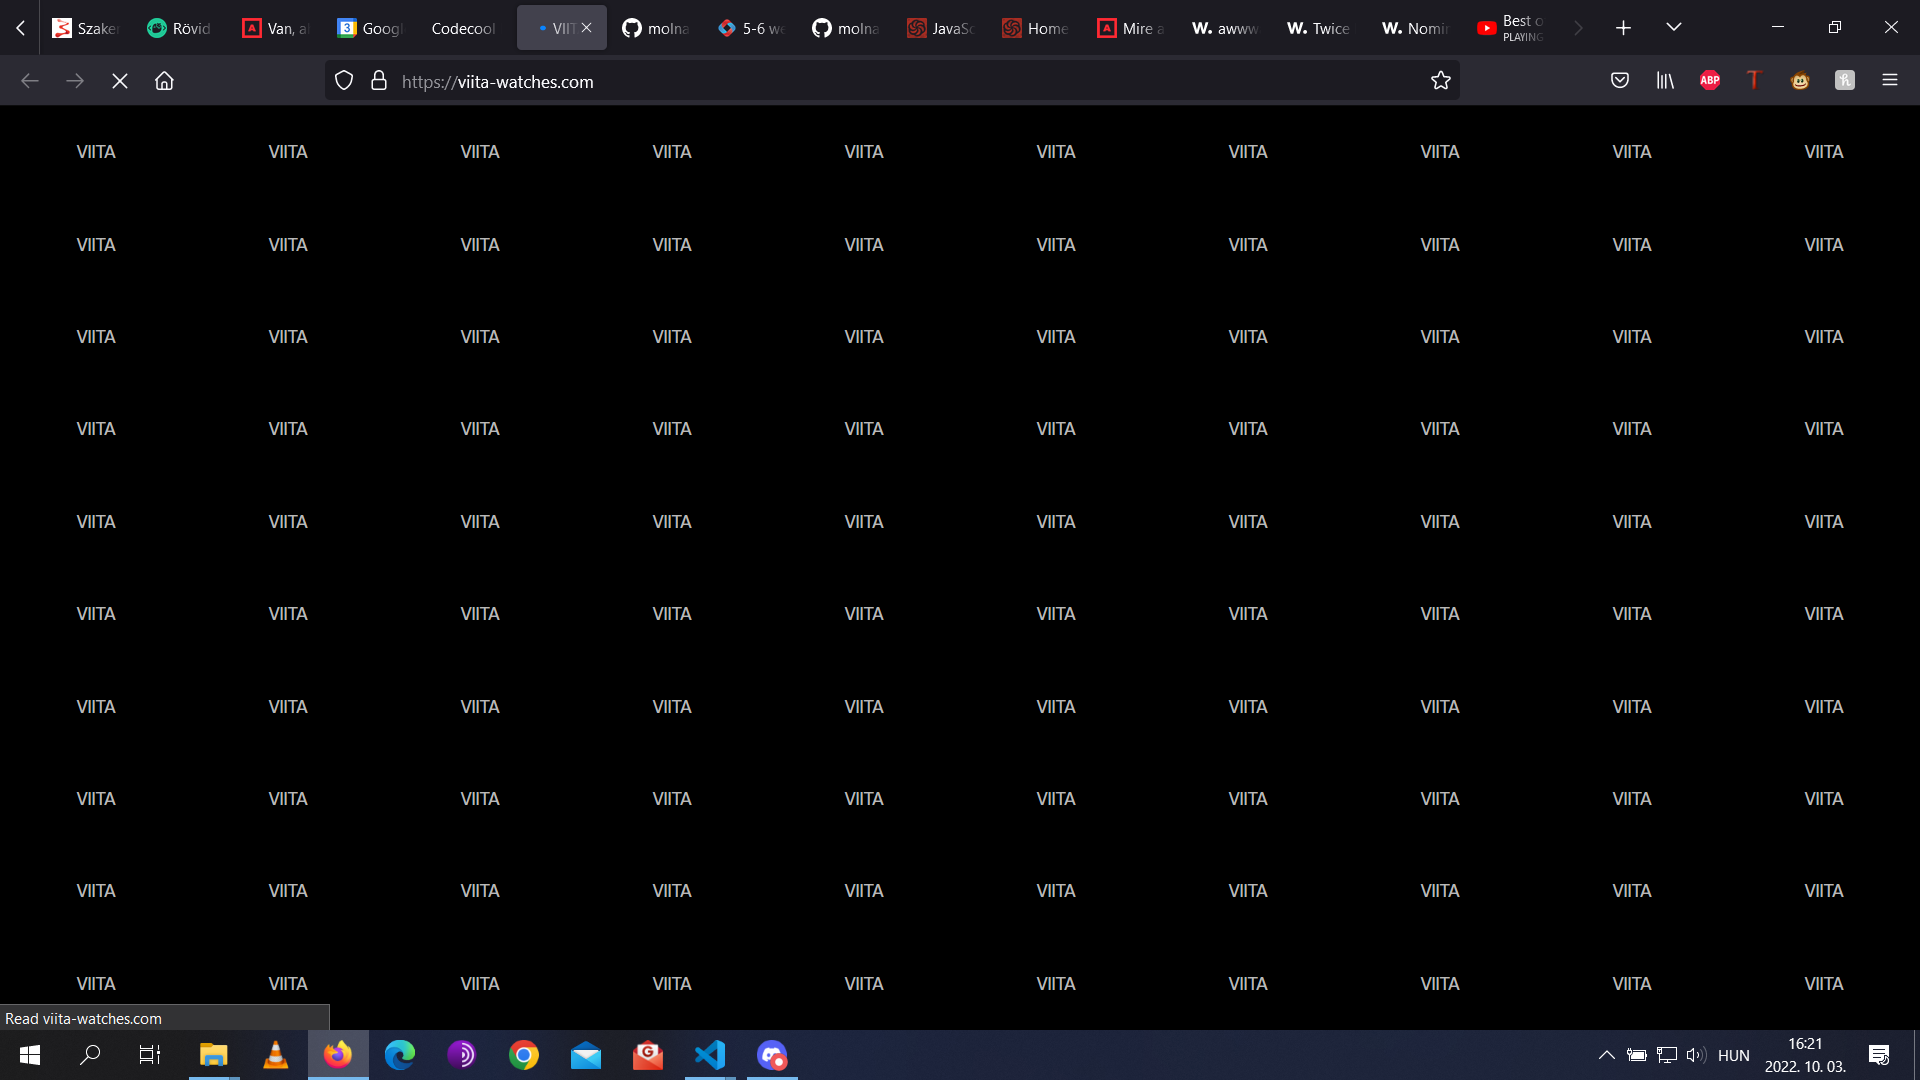 Szake
Rövid
Van, a
Googl
Codecool
VIIT
molna
5-6 we
molna
JavaSc
Home
Mire a
W. awww
W. Twice
W. Nomin
Best o
PLAYING
https://viita-watches.com
ABP
VIITA VIITA VIITA VIITA VIITA VIITA VIITA VIITA VIITA VIITA
VIITA VIITA VIITA VIITA VIITA VIITA VIITA VIITA VIITA VIITA
VIITA VIITA VIITA VIITA VIITA VIITA VIITA VIITA VIITA VIITA
VIITA VIITA VIITA VIITA VIITA VIITA VIITA VIITA VIITA VIITA
VIITA VIITA VIITA VIITA VIITA VIITA VIITA VIITA VIITA VIITA
VIITA VIITA VIITA VIITA VIITA VIITA VIITA VIITA VIITA VIITA
VIITA VIITA VIITA VIITA VIITA VIITA VIITA VIITA VIITA VIITA
VIITA VIITA VIITA VIITA VIITA VIITA VIITA VIITA VIITA VIITA
VIITA VIITA VIITA VIITA VIITA VIITA VIITA VIITA VIITA VIITA
VIITA VIITA VIITA VIITA VIITA VIITA VIITA VIITA VIITA VIITA
Read viita-watches.com
HUN
16:21
2022. 10. 03.